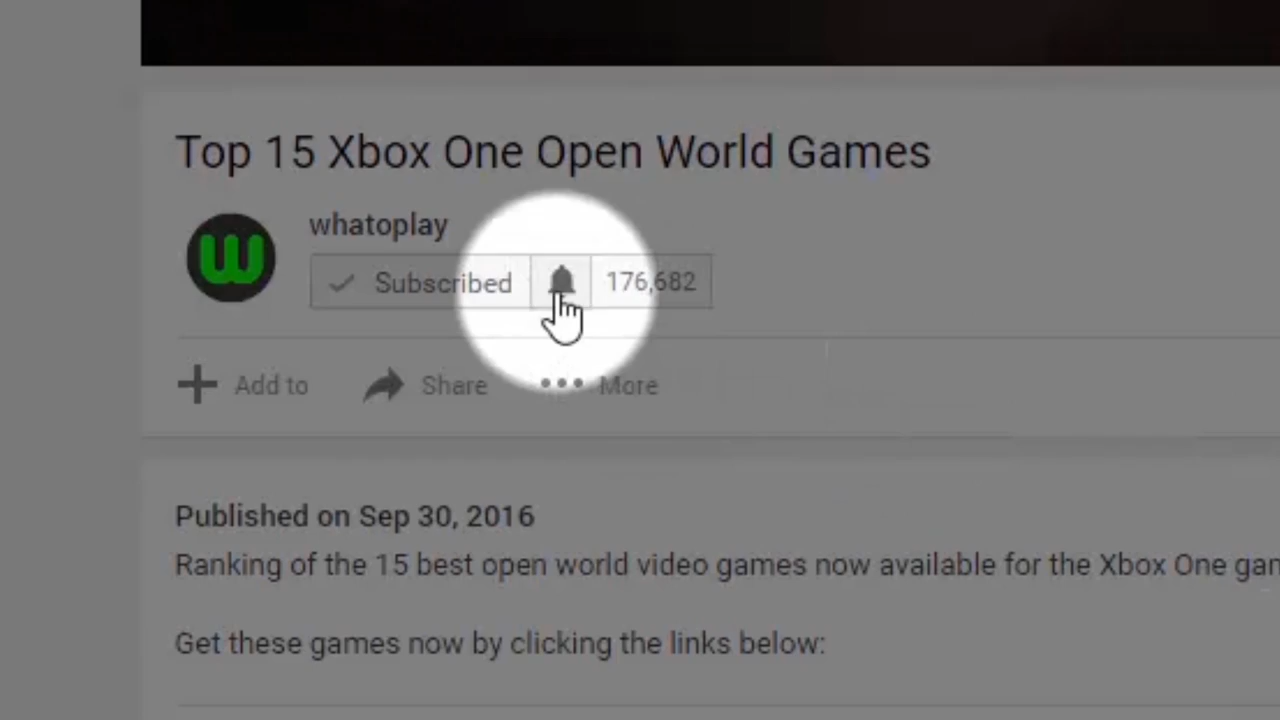 Top 15 Xbox One Open World Games
whatoplay
Subscribed 176,682
Add to Share More
Published on Sep 30, 2016
Ranking of the 15 best open world video games now available for the Xbox One
Get these games now by clicking the links below: